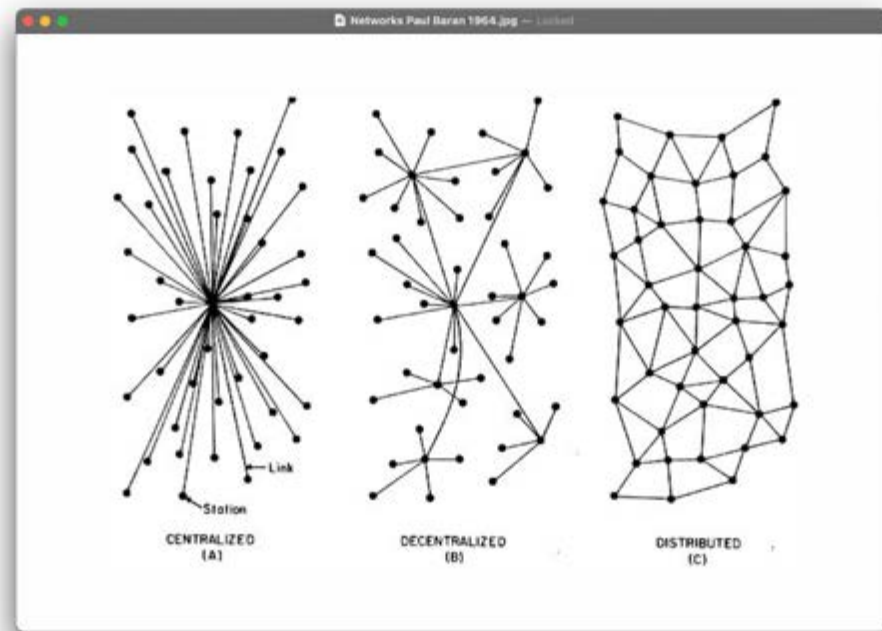 Networks Paul Baran 1964.jpg — Locked
Link
Station
CENTRALIZED
(A)
DECENTRALIZED
(B)
DISTRIBUTED
(C)